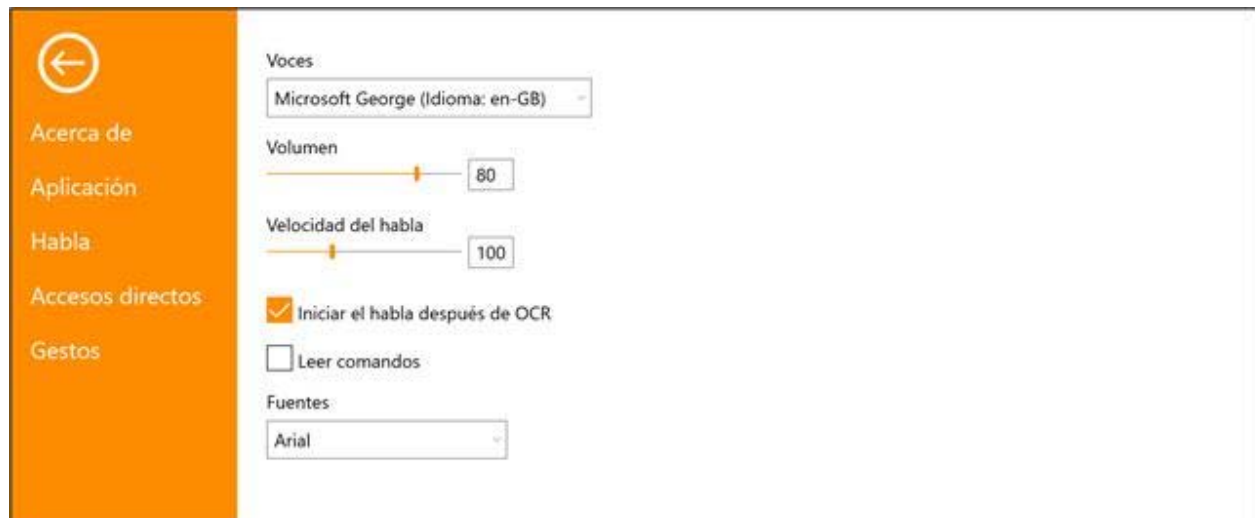 Acerca de
Aplicación
Habla
Accesos directos
Gestos
Voces
Microsoft George (Idioma: en-GB)
Volumen
80
Velocidad del habla
100
Iniciar el habla después de OCR
Leer comandos
Fuentes
Arial